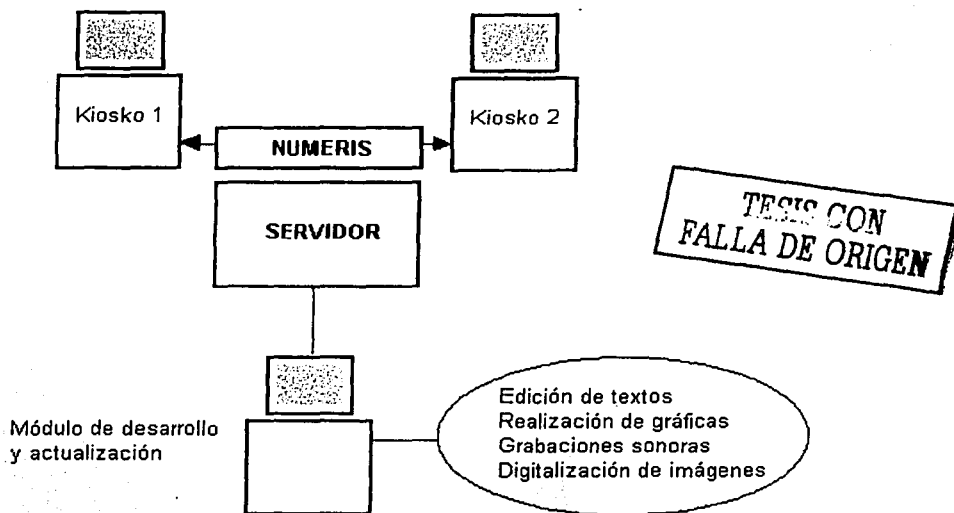 Kiosko 1
Kiosko 2
NUMERIS
SERVIDOR
TESIS CON
FALLA DE ORIGEN
Módulo de desarrollo
y actualización
Edición de textos
Realización de gráficas
Grabaciones sonoras
Digitalización de imágenes